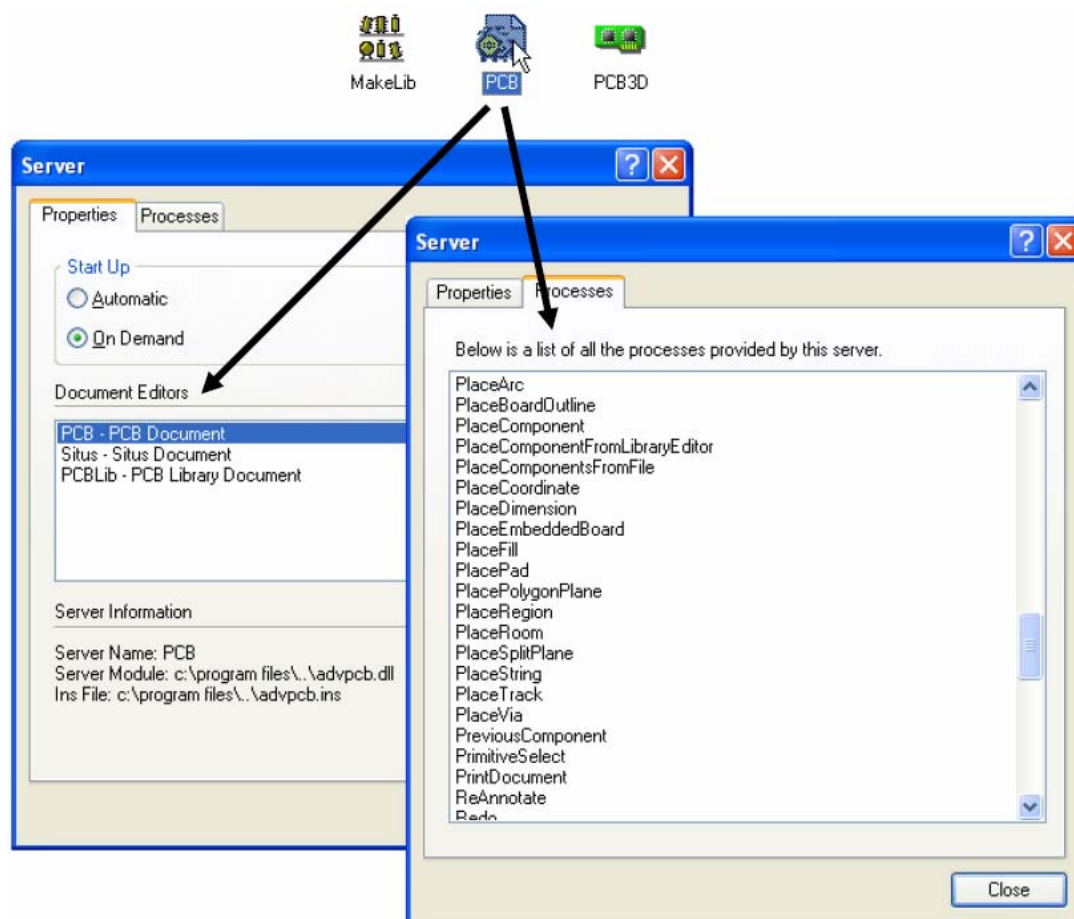 MakeLib
PCB
PCB3D
Server
Properties
Processes
Start Up
Automatic
On Demand
Document Editors
PCB - PCB Document
Situs - Situs Document
PCBLib - PCB Library Document
Server Information
Server Name: PCB
Server Module: c:\program files\..\advpcb.dll
Ins File: c:\program files\..\advpcb.ins
Server
Properties
Processes
Below is a list of all the processes provided by this server.
PlaceArc
PlaceBoardOutline
PlaceComponent
PlaceComponentFromLibraryEditor
PlaceComponentsFromFile
PlaceCoordinate
PlaceDimension
PlaceEmbeddedBoard
PlaceFill
PlacePad
PlacePolygonPlane
PlaceRegion
PlaceRoom
PlaceSplitPlane
PlaceString
PlaceTrack
PlaceVia
PreviousComponent
PrimitiveSelect
PrintDocument
ReAnnotate
Redo
Close